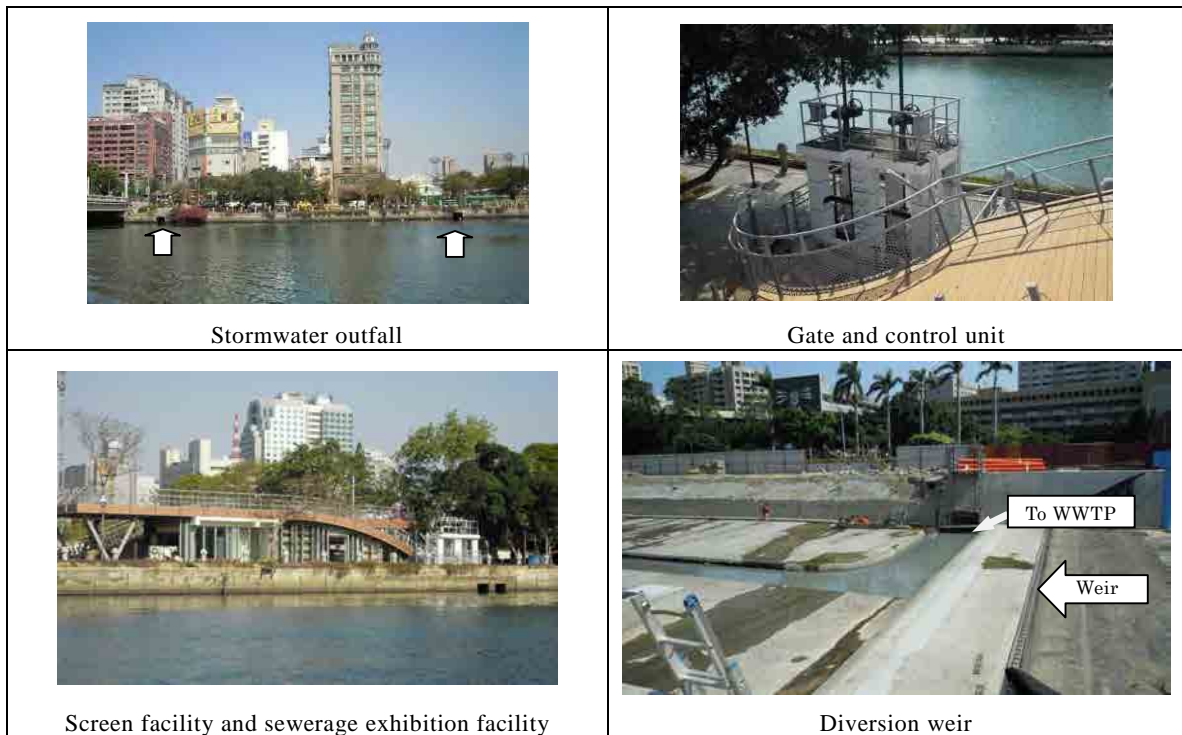 Stormwater outfall
Gate and control unit
Screen facility and sewerage exhibition facility
To WWTP
Weir
Diversion weir